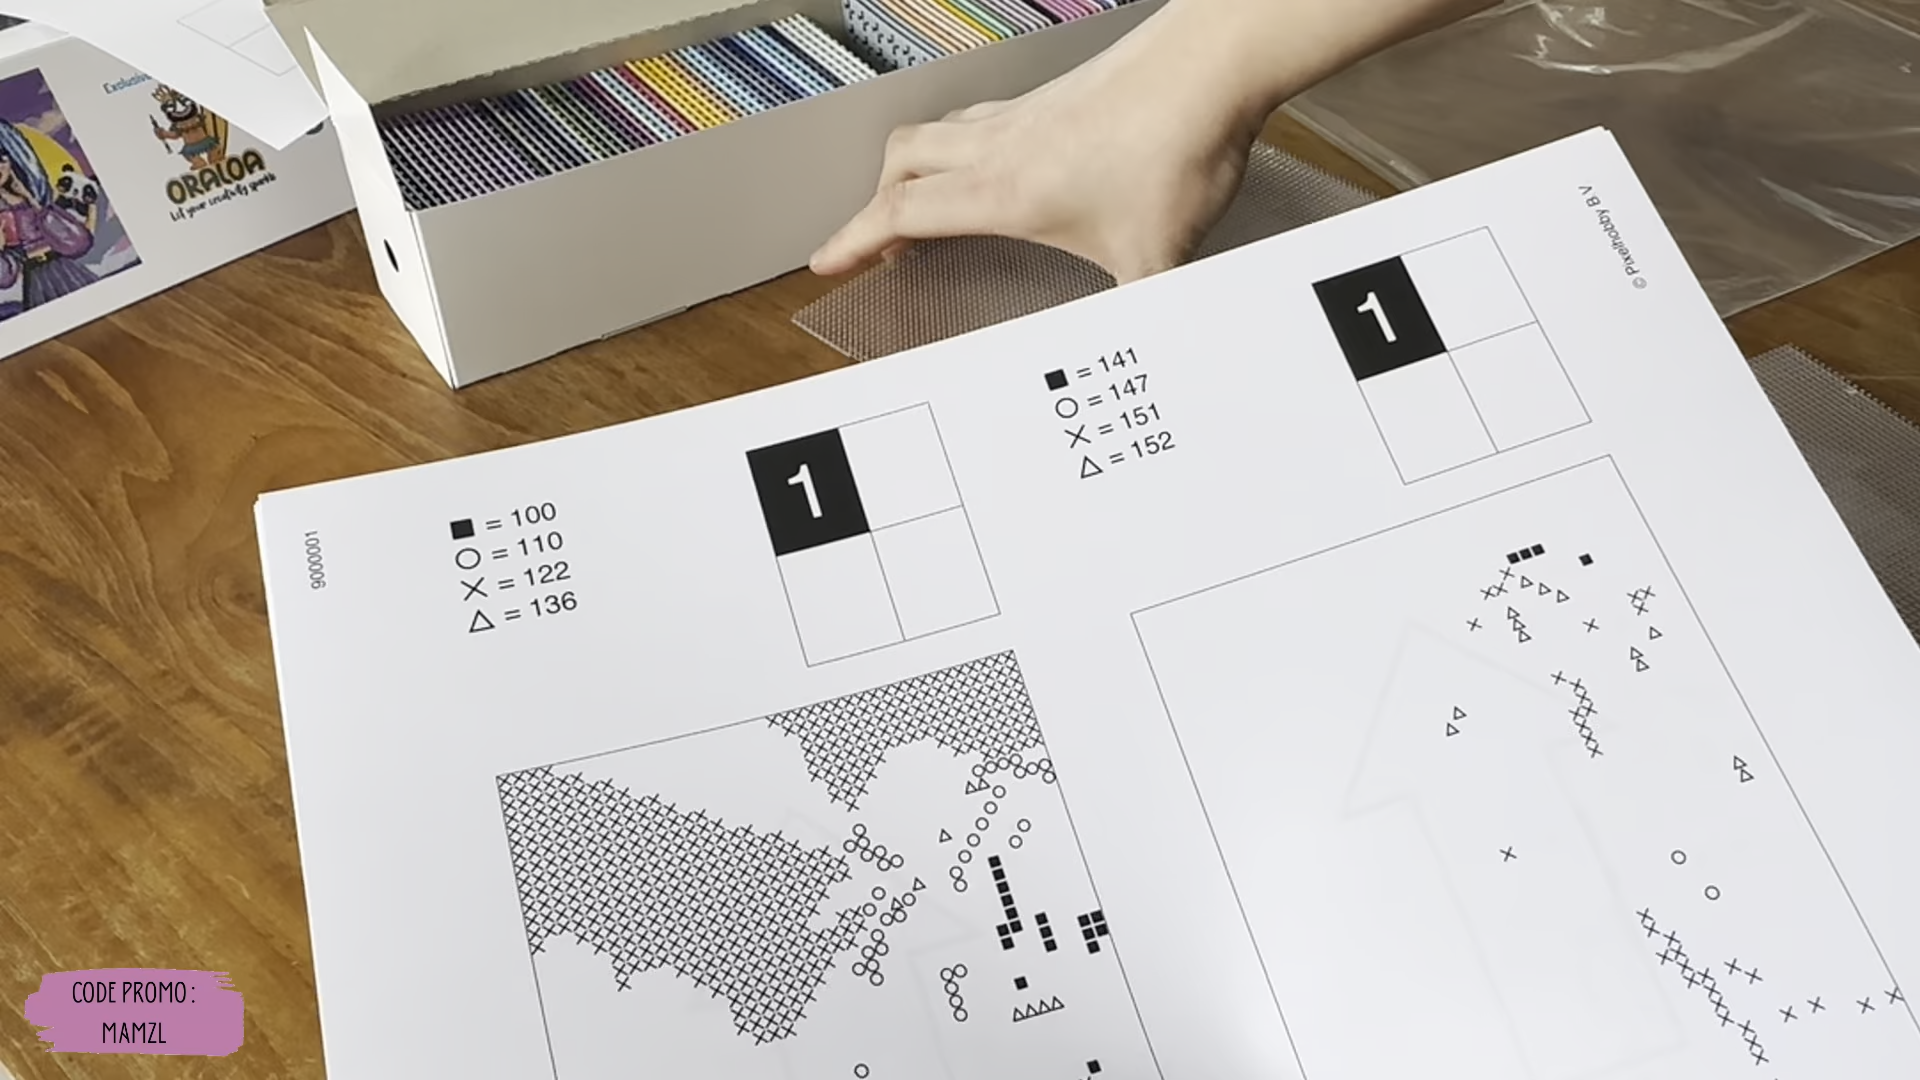 Exclusive
ORALOA
Let your creativity sparkle
© Pixelhobby B.V
1
■ = 141
○ = 147
✕ = 151
△ = 152
9000001
■ = 100
○ = 110
✕ = 122
△ = 136
1
CODE PROMO :
MAMZL